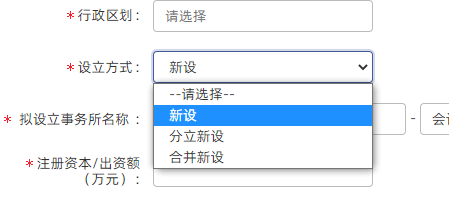 * 行政区划： 请选择
* 设立方式： 新设
--请选择--
新设
* 拟设立事务所名称： - 会
分立新设
合并新设
* 注册资本/出资额
（万元）：